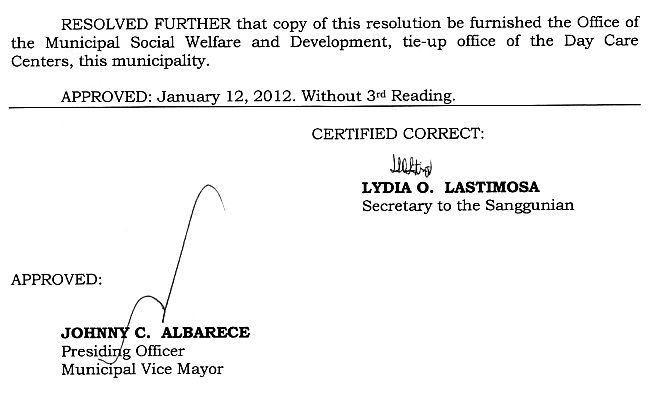 RESOLVED FURTHER that copy of this resolution be furnished the Office of
the Municipal Social Welfare and Development, tie-up office of the Day Care
Centers, this municipality.
APPROVED: January 12, 2012. Without 3rd Reading.
CERTIFIED CORRECT:
LYDIA O. LASTIMOSA
Secretary to the Sanggunian
APPROVED:
JOHNNY C. ALBARECE
Presiding Officer
Municipal Vice Mayor